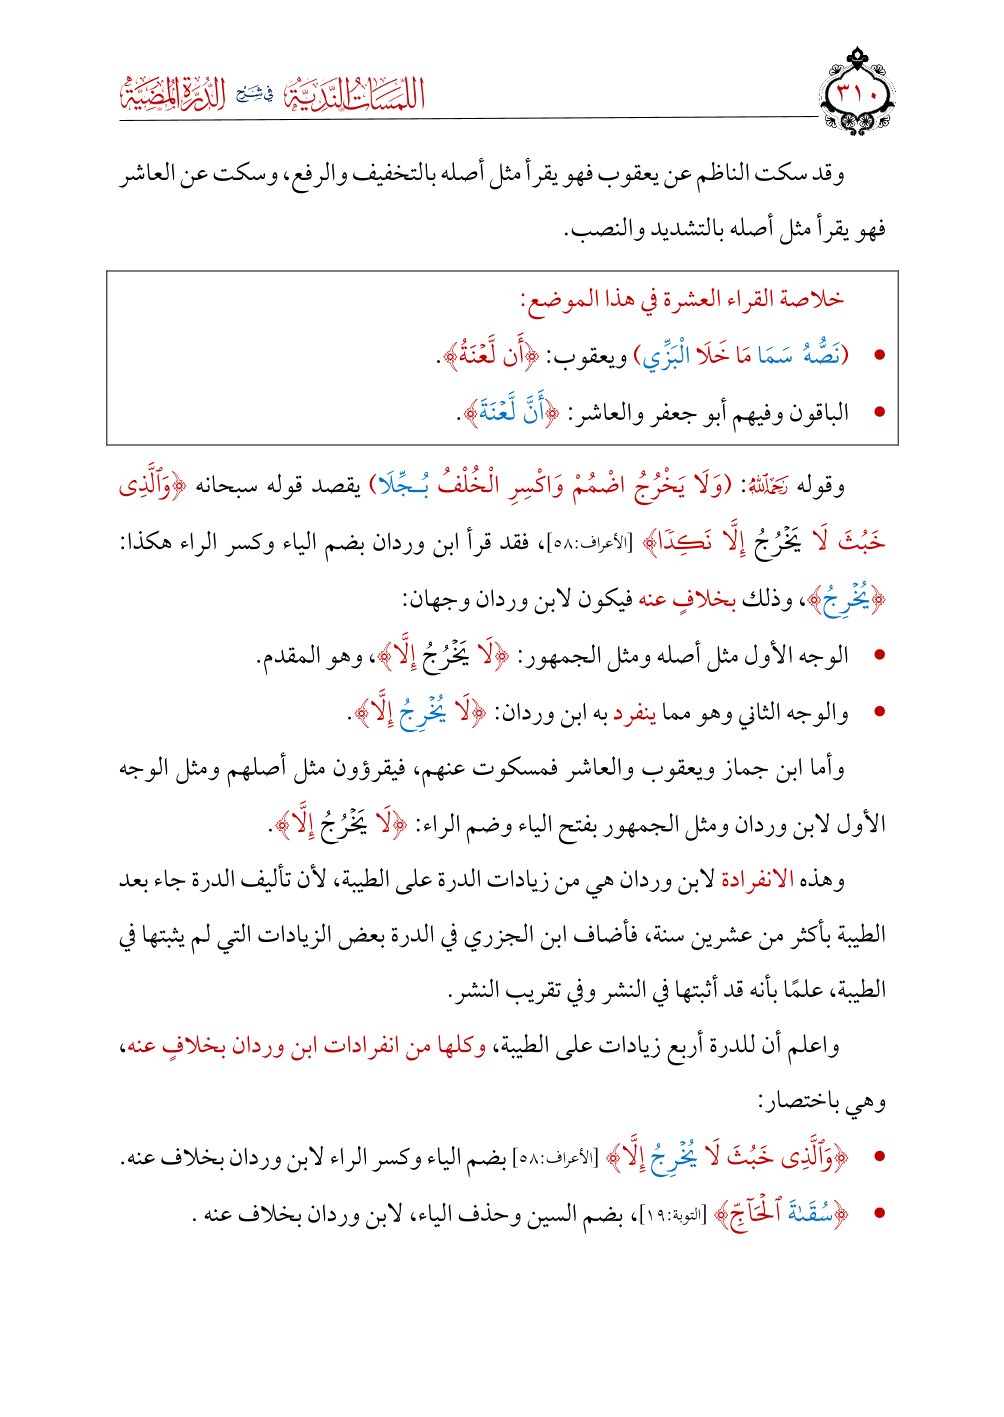 ٣١٠
اللمسات الندية في شرح الدرة المضية
وقد سكت الناظم عن يعقوب فهو يقرأ مثل أصله بالتخفيف والرفع، وسكت عن العاشر
فهو يقرأ مثل أصله بالتشديد والنصب.
خلاصة القراء العشرة في هذا الموضع:
• (نَصُّهُ سَمَا مَا خَلَا الْبَزِّي) ويعقوب: ﴿أَن لَّعۡنَةُ﴾.
• الباقون وفيهم أبو جعفر والعاشر: ﴿أَنَّ لَّعۡنَةَ﴾.
وقوله رَحِمَهُ اللَّهُ: (وَلَا يَخْرُجُ اضْمُمْ وَاكْسِرِ الْخُلْفُ بُـجِّلَا) يقصد قوله سبحانه ﴿وَٱلَّذِى
خَبُثَ لَا يَخۡرُجُ إِلَّا نَكِدٗا﴾ [الأعراف:٥٨]، فقد قرأ ابن وردان بضم الياء وكسر الراء هكذا:
﴿يُخۡرِجُ﴾، وذلك بخلافٍ عنه فيكون لابن وردان وجهان:
• الوجه الأول مثل أصله ومثل الجمهور: ﴿لَا يَخۡرُجُ إِلَّا﴾، وهو المقدم.
• والوجه الثاني وهو مما ينفرد به ابن وردان: ﴿لَا يُخۡرِجُ إِلَّا﴾.
وأما ابن جماز ويعقوب والعاشر فمسكوت عنهم، فيقرؤون مثل أصلهم ومثل الوجه
الأول لابن وردان ومثل الجمهور بفتح الياء وضم الراء: ﴿لَا يَخۡرُجُ إِلَّا﴾.
وهذه الانفرادة لابن وردان هي من زيادات الدرة على الطيبة، لأن تأليف الدرة جاء بعد
الطيبة بأكثر من عشرين سنة، فأضاف ابن الجزري في الدرة بعض الزيادات التي لم يثبتها في
الطيبة، علمًا بأنه قد أثبتها في النشر وفي تقريب النشر.
واعلم أن للدرة أربع زيادات على الطيبة، وكلها من انفرادات ابن وردان بخلافٍ عنه،
وهي باختصار:
• ﴿وَٱلَّذِى خَبُثَ لَا يُخۡرِجُ إِلَّا﴾ [الأعراف:٥٨] بضم الياء وكسر الراء لابن وردان بخلاف عنه.
• ﴿سُقَىٰةَ ٱلۡحَآجِّ﴾ [التوبة:١٩]، بضم السين وحذف الياء، لابن وردان بخلاف عنه .